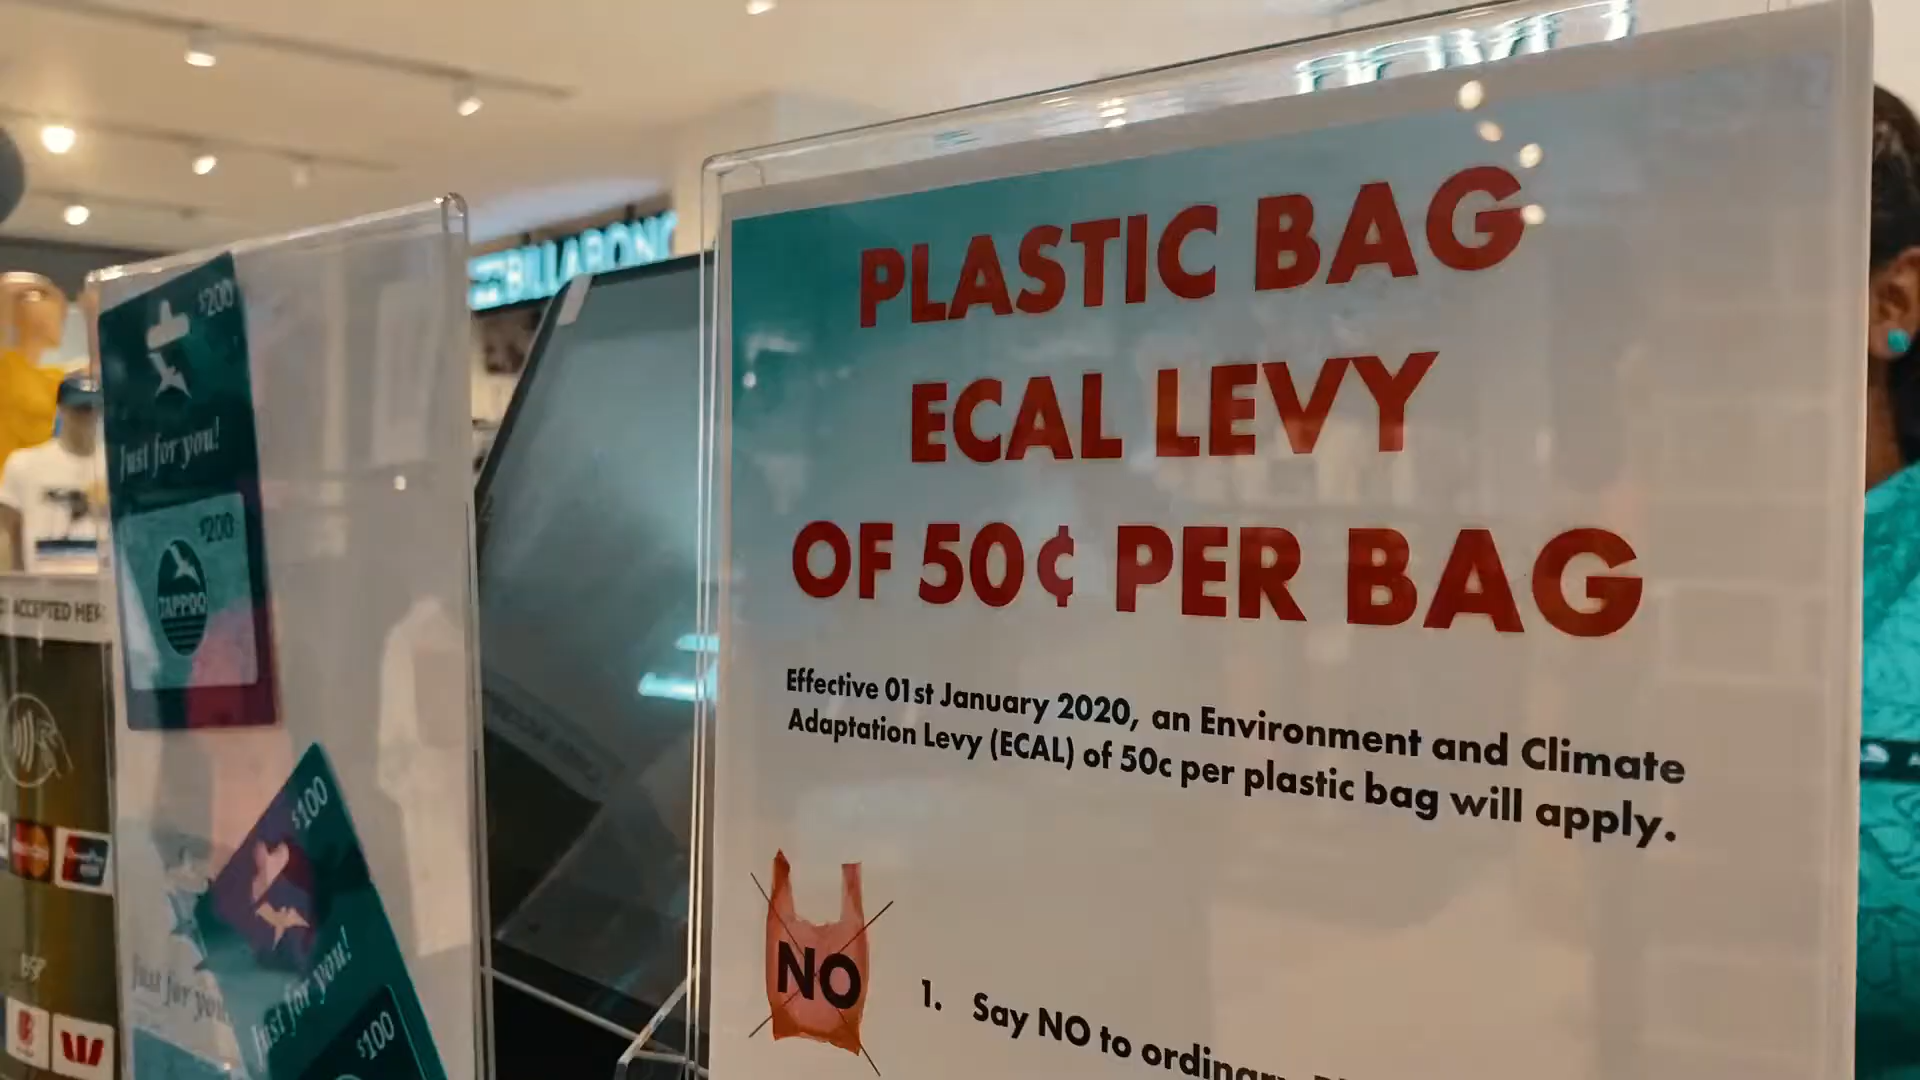 PLASTIC BAG
ECAL LEVY
OF 50¢ PER BAG
Effective 01st January 2020, an Environment and Climate
Adaptation Levy (ECAL) of 50c per plastic bag will apply.
NO
1. Say NO to
BILLABONG
$200
Just for you!
$200
TAPPOO
ACCEPTED HERE
$100
Just for you!
$100
Just for you